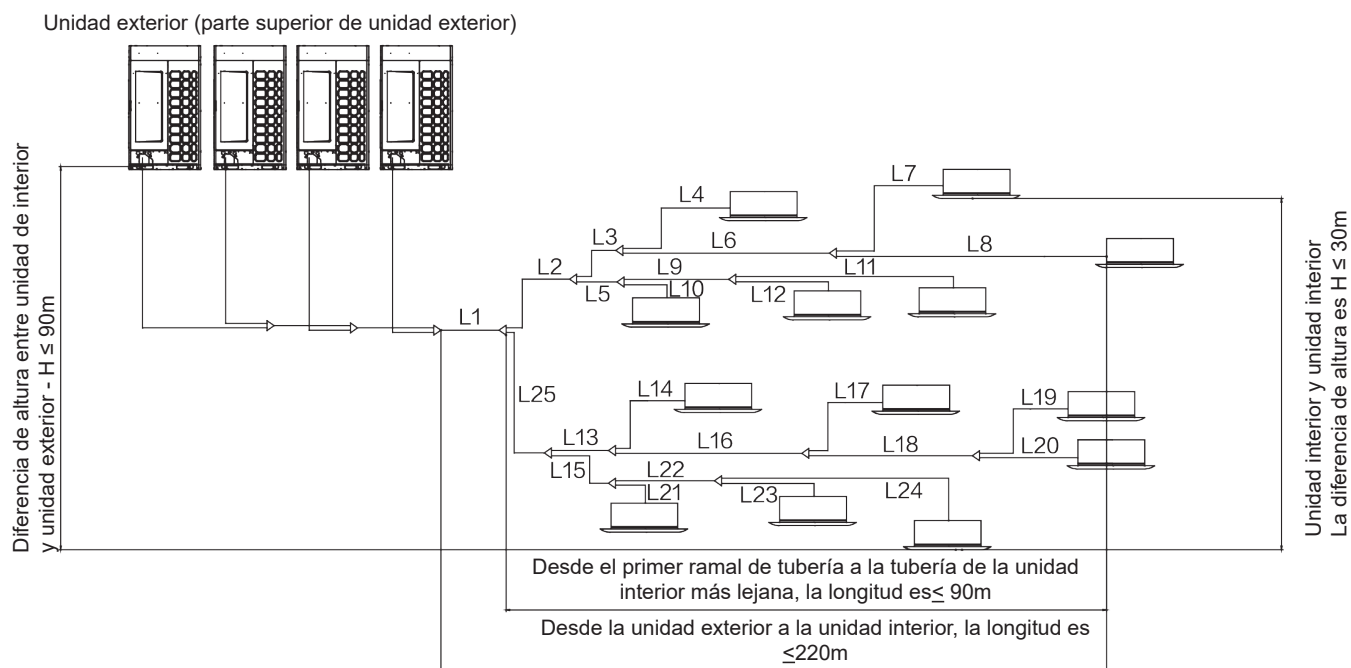 Unidad exterior (parte superior de unidad exterior)
Diferencia de altura entre unidad de interior
y unidad exterior - H ≤ 90m
L7
L4
L3
L6
L8
L2
L9
L11
L5
L10
L12
L1
L25
L14
L17
L19
L13
L16
L18
L20
L15
L22
L21
L23
L24
Unidad interior y unidad interior
La diferencia de altura es H ≤ 30m
Desde el primer ramal de tubería a la tubería de la unidad
interior más lejana, la longitud es≤ 90m
Desde la unidad exterior a la unidad interior, la longitud es
≤220m